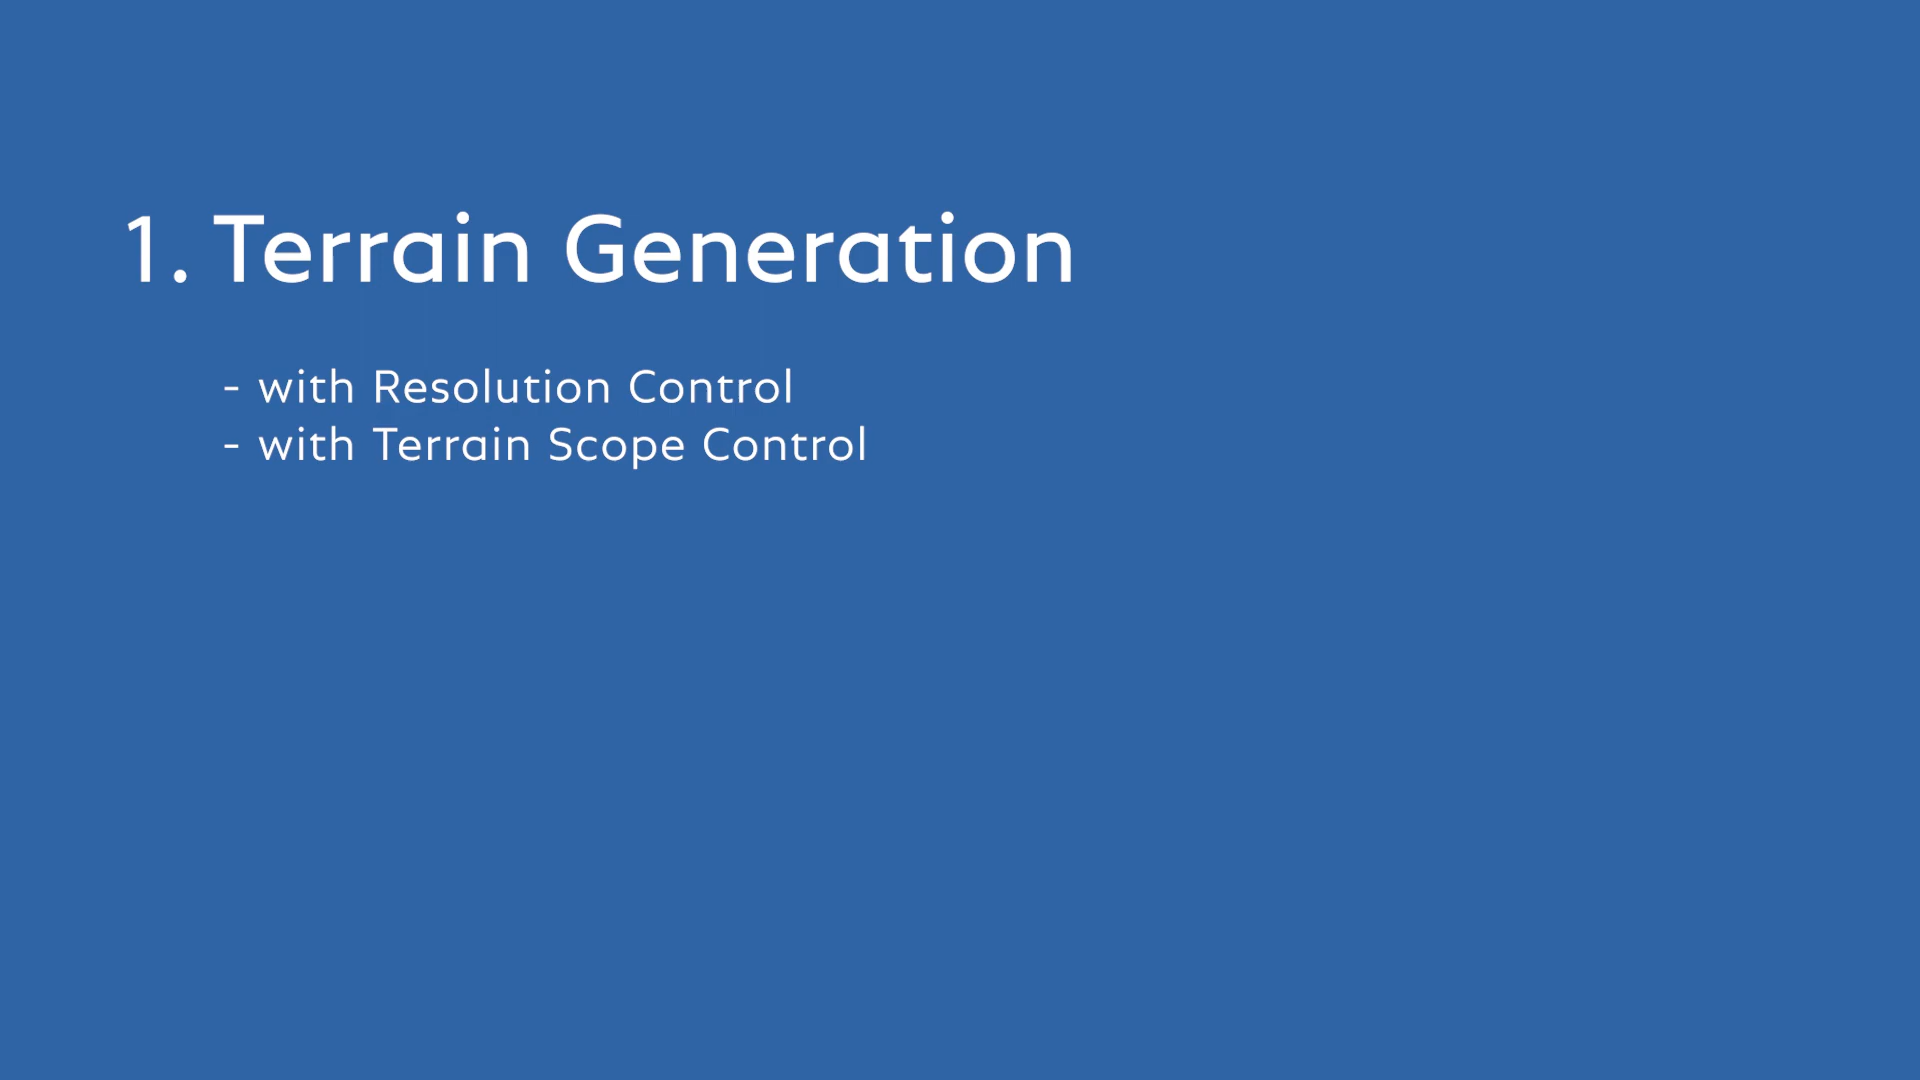 1. Terrain Generation
- with Resolution Control
- with Terrain Scope Control